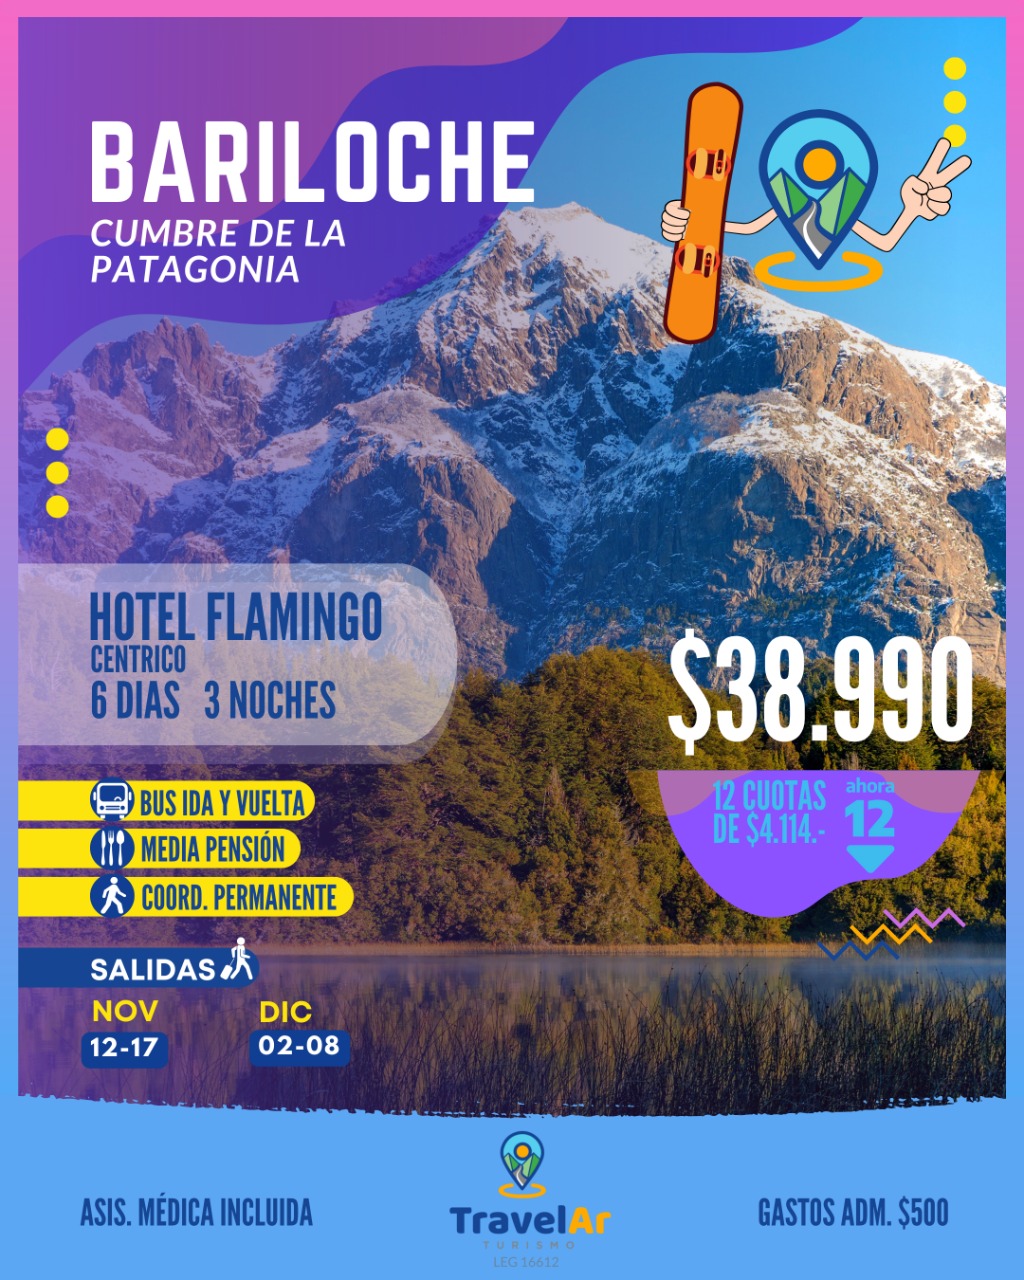 BARILOCHE
CUMBRE DE LA
PATAGONIA
HOTEL FLAMINGO
CENTRICO
6 DIAS 3 NOCHES
$38.990
12 CUOTAS
DE $4.114.-
ahora
12
BUS IDA Y VUELTA
MEDIA PENSIÓN
COORD. PERMANENTE
SALIDAS
NOV DIC
12-17 02-08
ASIS. MÉDICA INCLUIDA
TravelAr
TURISMO
LEG 16612
GASTOS ADM. $500